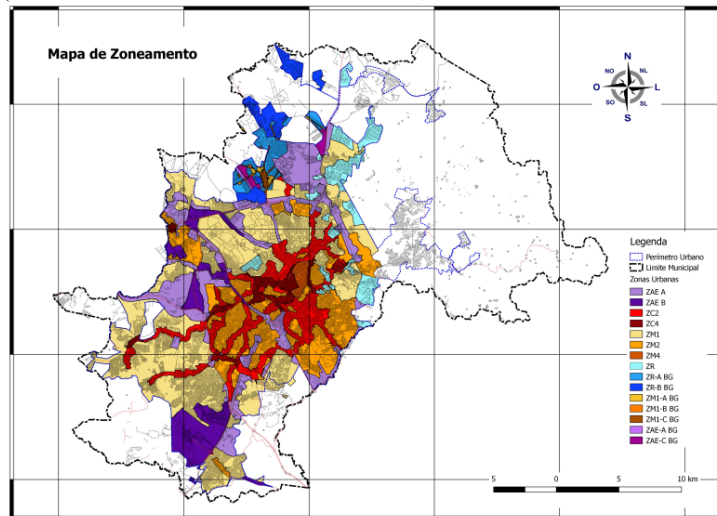 Mapa de Zoneamento
N
NO
NL
O
L
SO
SL
S
Legenda
Perímetro Urbano
Limite Municipal
Zonas Urbanas
ZAE A
ZAE B
ZC2
ZC4
ZM1
ZM2
ZM4
ZR
ZR-A BG
ZR-B BG
ZM1-A BG
ZM1-B BG
ZM1-C BG
ZAE-A BG
ZAE-C BG
5 0 5 10 km